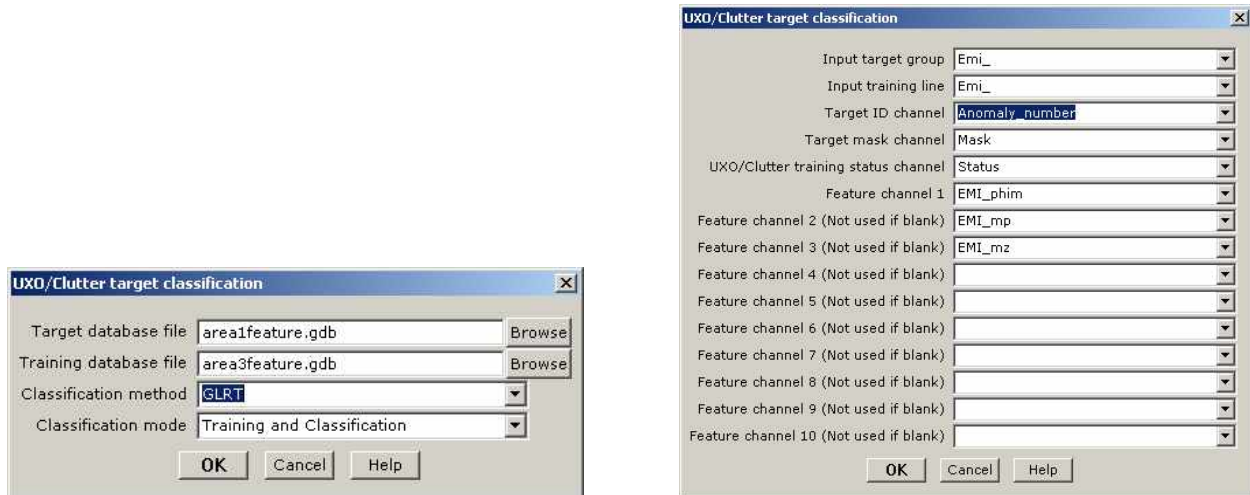 UXO/Clutter target classification
Target database file area1feature.gdb Browse
Training database file area3feature.gdb Browse
Classification method GLRT
Classification mode Training and Classification
OK Cancel Help
UXO/Clutter target classification
Input target group Emi_
Input training line Emi_
Target ID channel Anomaly_number
Target mask channel Mask
UXO/Clutter training status channel Status
Feature channel 1 EMI_phim
Feature channel 2 (Not used if blank) EMI_mp
Feature channel 3 (Not used if blank) EMI_mz
Feature channel 4 (Not used if blank)
Feature channel 5 (Not used if blank)
Feature channel 6 (Not used if blank)
Feature channel 7 (Not used if blank)
Feature channel 8 (Not used if blank)
Feature channel 9 (Not used if blank)
Feature channel 10 (Not used if blank)
OK Cancel Help